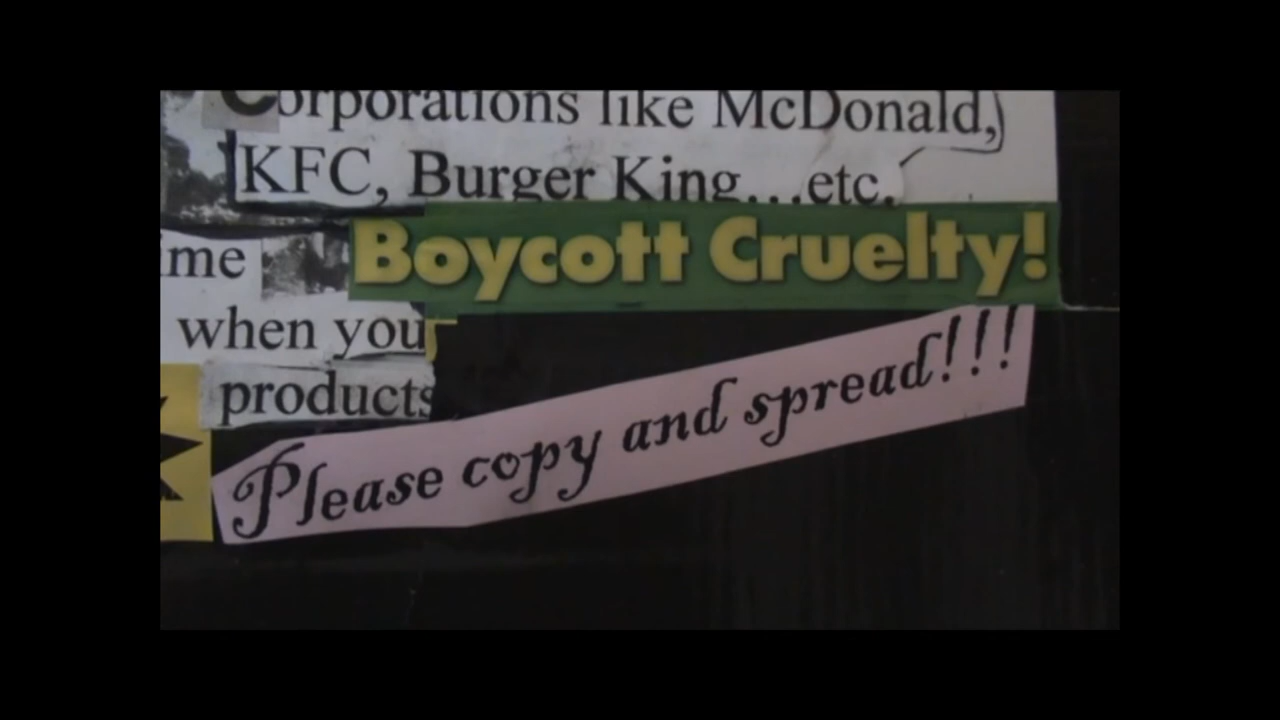 Corporations like McDonald,
KFC, Burger King...etc.
me
Boycott Cruelty!
when you
products
Please copy and spread!!!